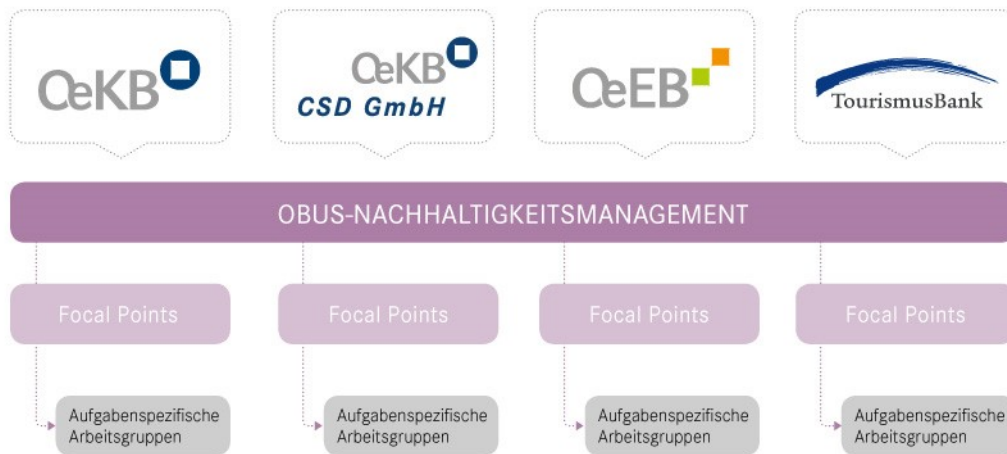 OeKB
OeKB
CSD GmbH
OeEB
TourismusBank
OBUS-NACHHALTIGKEITSMANAGEMENT
Focal Points
Focal Points
Focal Points
Focal Points
Aufgabenspezifische
Arbeitsgruppen
Aufgabenspezifische
Arbeitsgruppen
Aufgabenspezifische
Arbeitsgruppen
Aufgabenspezifische
Arbeitsgruppen